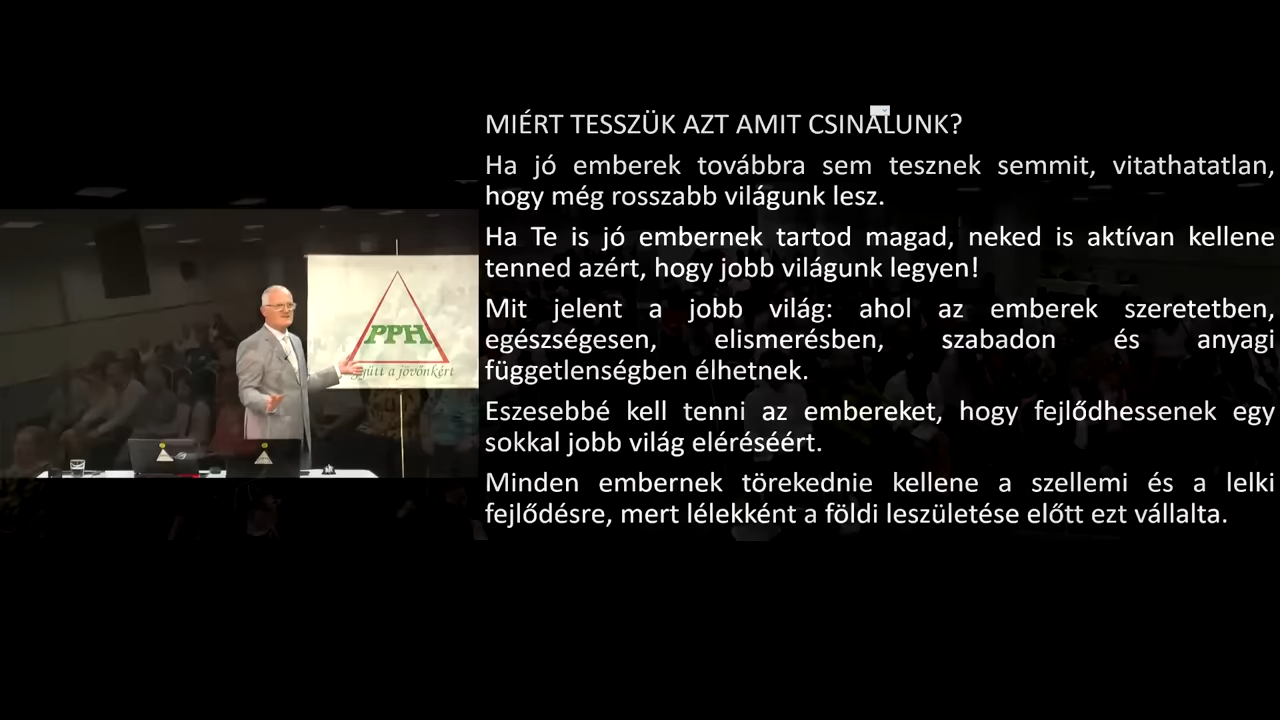 MIÉRT TESSZÜK AZT AMIT CSINÁLUNK?
Ha jó emberek továbbra sem tesznek semmit, vitathatatlan,
hogy még rosszabb világunk lesz.
Ha Te is jó embernek tartod magad, neked is aktívan kellene
tenned azért, hogy jobb világunk legyen!
Mit jelent a jobb világ: ahol az emberek szeretetben,
egészségesen, elismerésben, szabadon és anyagi
függetlenségben élhetnek.
Eszesebbé kell tenni az embereket, hogy fejlődhessenek egy
sokkal jobb világ eléréséért.
Minden embernek törekednie kellene a szellemi és a lelki
fejlődésre, mert lélekként a földi leszületése előtt ezt vállalta.
PPH
a jövőnkért